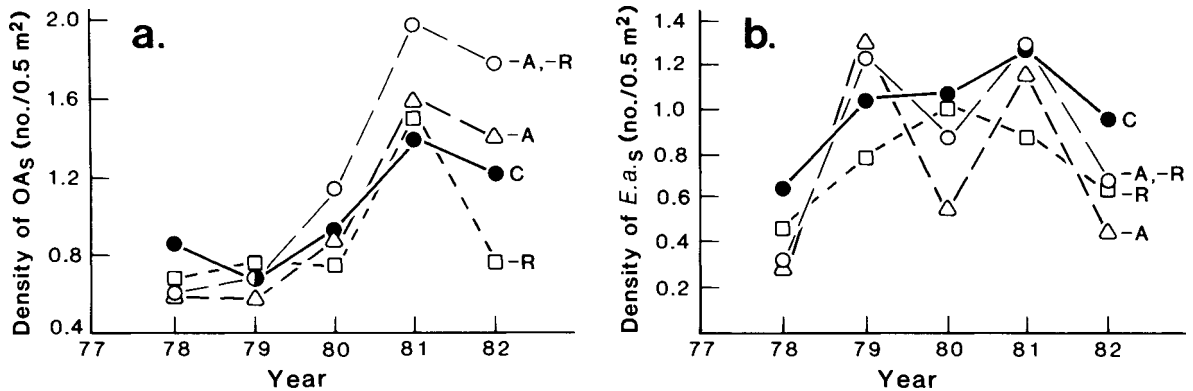 a.
Density of OAs (no./0.5 m²)
2.0
1.6
1.2
0.8
0.4
77 78 79 80 81 82
Year
-A,-R
-A
C
-R
b.
Density of E.a.s (no./0.5 m²)
1.4
1.2
1.0
0.8
0.6
0.4
0.2
77 78 79 80 81 82
Year
C
-A,-R
-R
-A